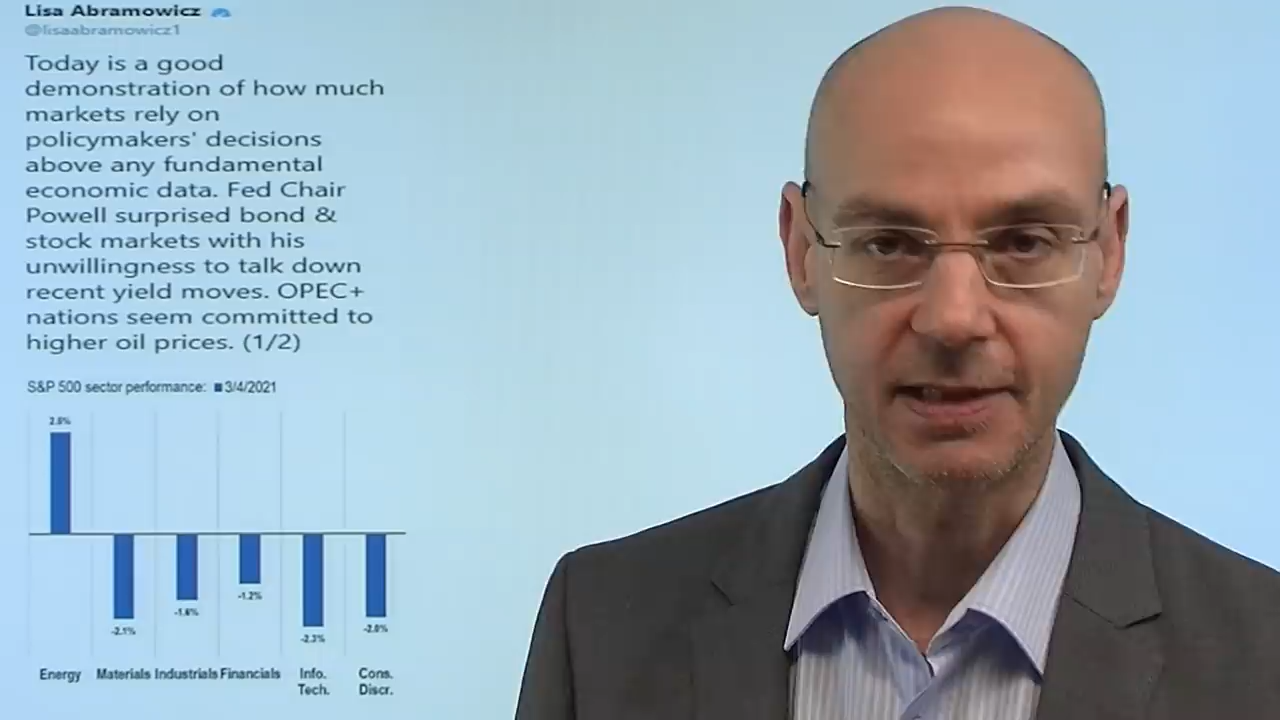 Lisa Abramowicz
@lisaabramowicz1
Today is a good
demonstration of how much
markets rely on
policymakers' decisions
above any fundamental
economic data. Fed Chair
Powell surprised bond &
stock markets with his
unwillingness to talk down
recent yield moves. OPEC+
nations seem committed to
higher oil prices. (1/2)
S&P 500 sector performance: 3/4/2021
-2.1%
-1.6%
-1.2%
-2.3%
-2.0%
Energy Materials Industrials Financials Info. Cons.
Tech. Discr.